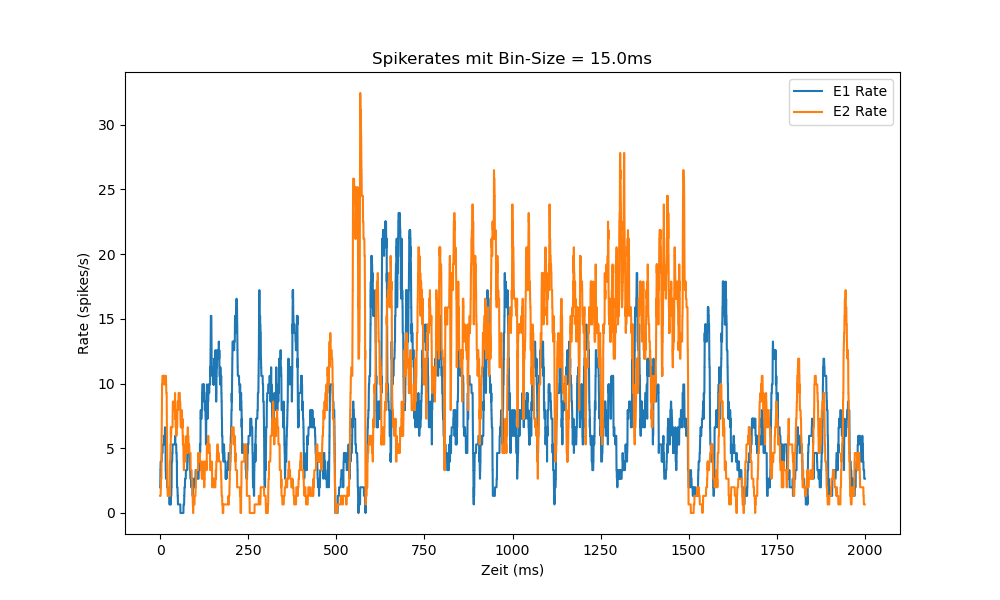 Spikerates mit Bin-Size = 15.0ms
E1 Rate
E2 Rate
30
25
20
15
10
5
0
Rate (spikes/s)
0 250 500 750 1000 1250 1500 1750 2000
Zeit (ms)